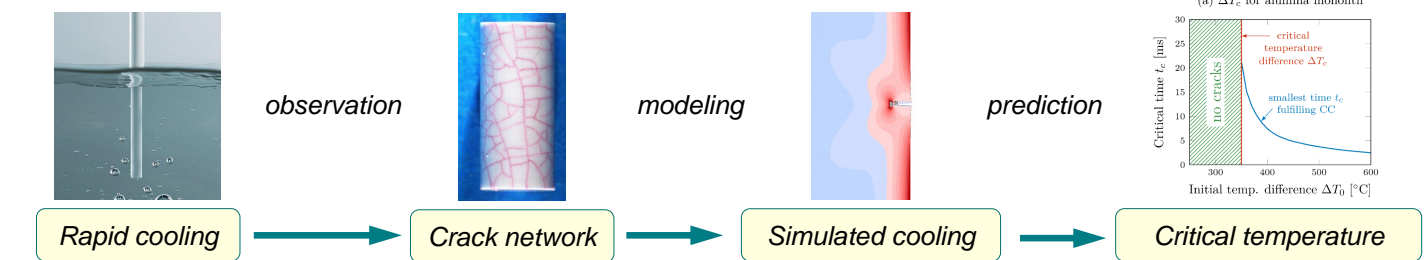 (a) ΔT_c for alumina monolith
30
25
20
15
10
5
0
Critical time t_c [ms]
no cracks
critical
temperature
difference ΔT_c
smallest time t_c
fulfilling CC
300
400
500
600
Initial temp. difference ΔT_0 [°C]
observation
modeling
prediction
Rapid cooling
Crack network
Simulated cooling
Critical temperature